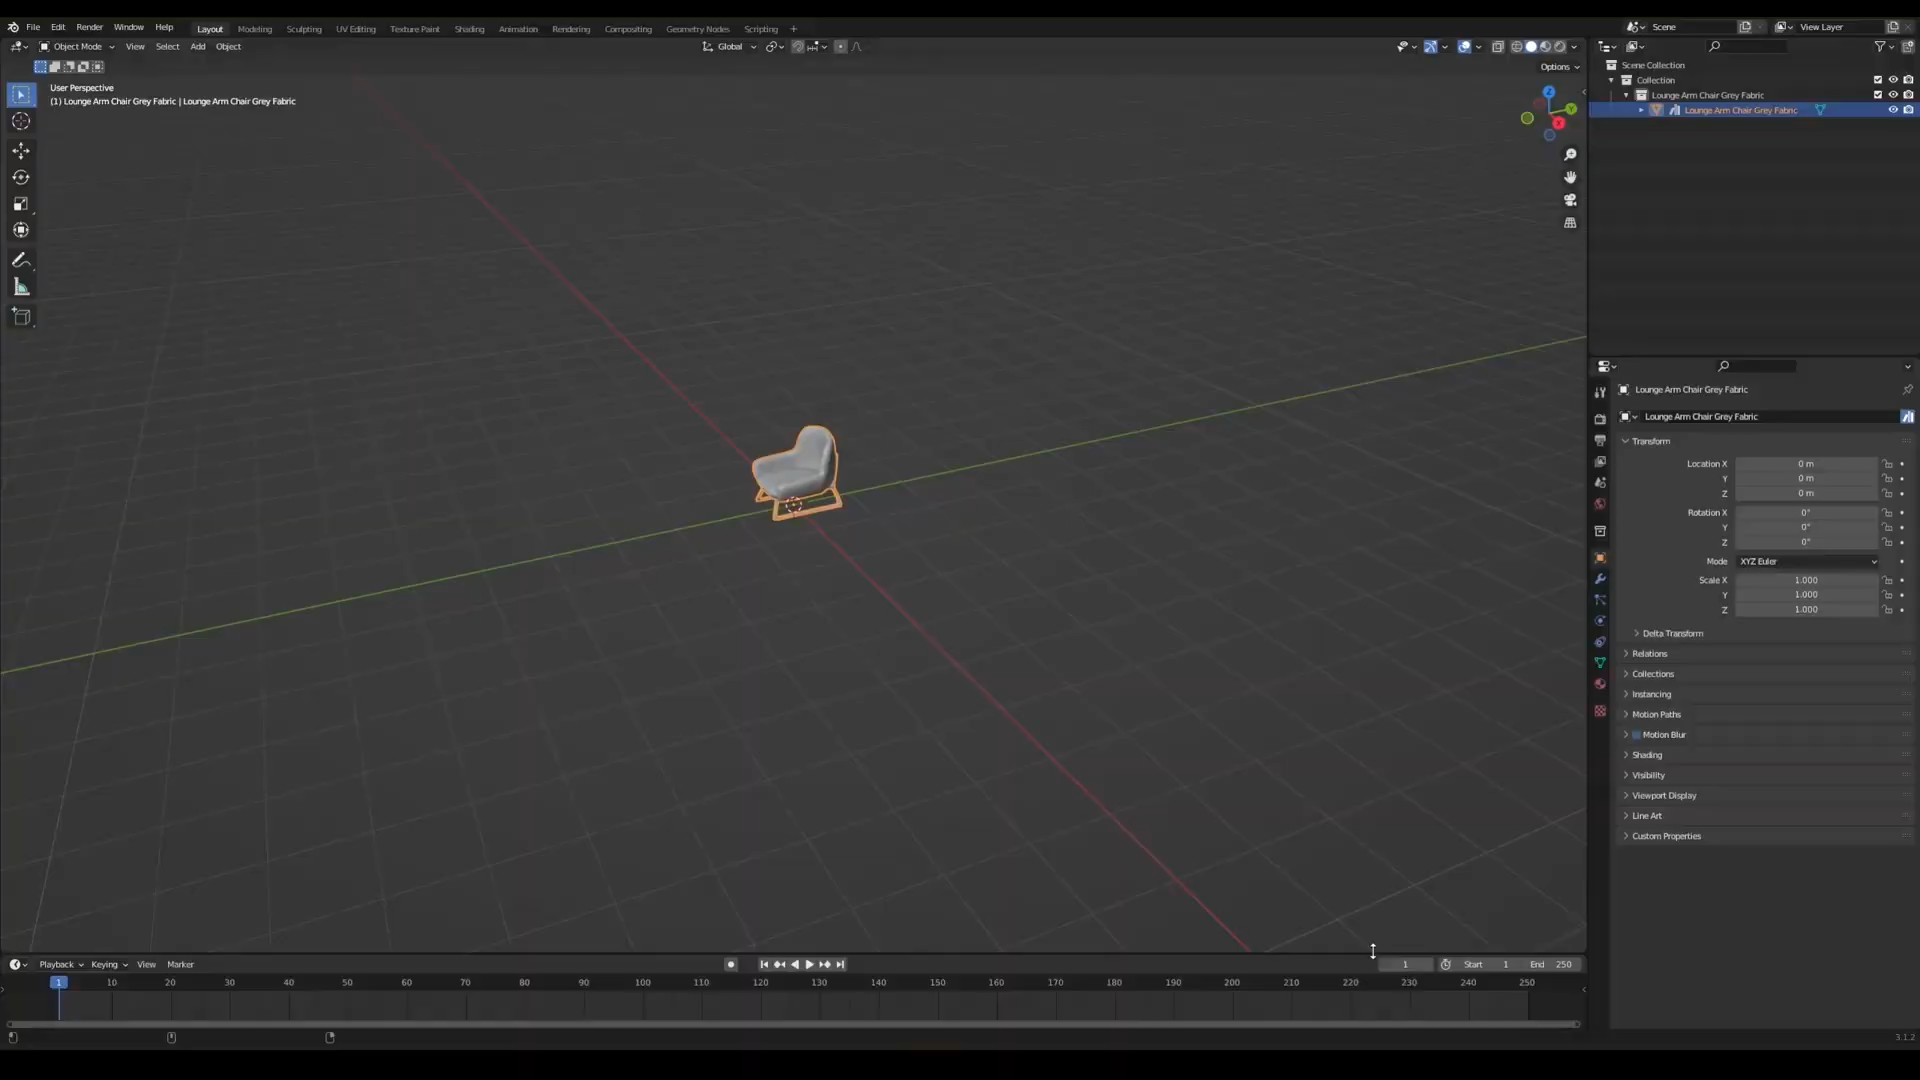 File Edit Render Window Help Layout Modeling Sculpting UV Editing Texture Paint Shading Animation Rendering Compositing Geometry Nodes Scripting + Scene View Layer
Object Mode View Select Add Object Global
Options
User Perspective
(1) Lounge Arm Chair Grey Fabric | Lounge Arm Chair Grey Fabric
Z
Y
X
Scene Collection
Collection
Lounge Arm Chair Grey Fabric
Lounge Arm Chair Grey Fabric
Lounge Arm Chair Grey Fabric
Lounge Arm Chair Grey Fabric
Transform
Location X 0 m
Y 0 m
Z 0 m
Rotation X 0°
Y 0°
Z 0°
Mode XYZ Euler
Scale X 1.000
Y 1.000
Z 1.000
Delta Transform
Relations
Collections
Instancing
Motion Paths
Motion Blur
Shading
Visibility
Viewport Display
Line Art
Custom Properties
Playback Keying View Marker 1 Start 1 End 250
1 10 20 30 40 50 60 70 80 90 100 110 120 130 140 150 160 170 180 190 200 210 220 230 240 250
3.1.2